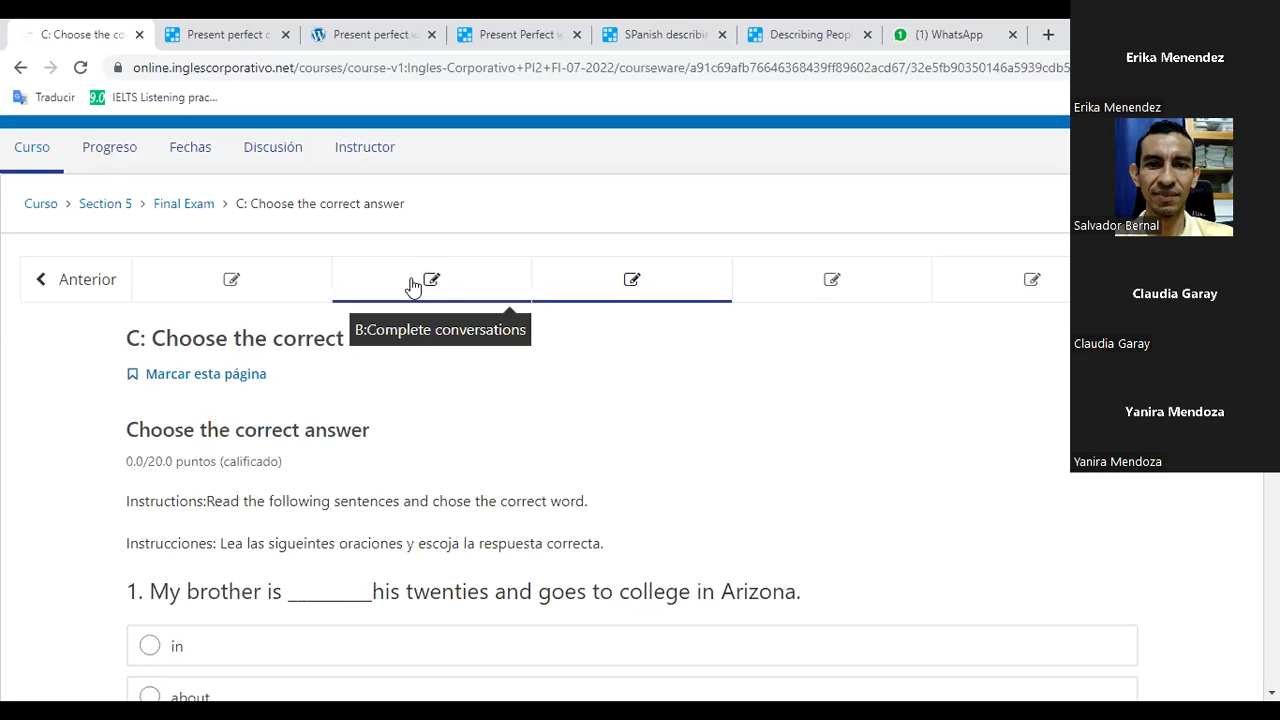 C: Choose the co
Present perfect c
Present perfect v
Present Perfect v
SPanish describir
Describing Peop
(1) WhatsApp
online.inglescorporativo.net/courses/course-v1:Ingles-Corporativo+PI2+FI-07-2022/courseware/a91c69afb76646368439ff89602acd67/32e5fb90350146a5939cdb5
Traducir
9.0 IELTS Listening prac...
Curso
Progreso
Fechas
Discusión
Instructor
Curso > Section 5 > Final Exam > C: Choose the correct answer
Anterior
B:Complete conversations
C: Choose the correct
Marcar esta página
Choose the correct answer
0.0/20.0 puntos (calificado)
Instructions:Read the following sentences and chose the correct word.
Instrucciones: Lea las sigueintes oraciones y escoja la respuesta correcta.
1. My brother is ________his twenties and goes to college in Arizona.
in
about
Erika Menendez
Erika Menendez
Salvador Bernal
Claudia Garay
Claudia Garay
Yanira Mendoza
Yanira Mendoza